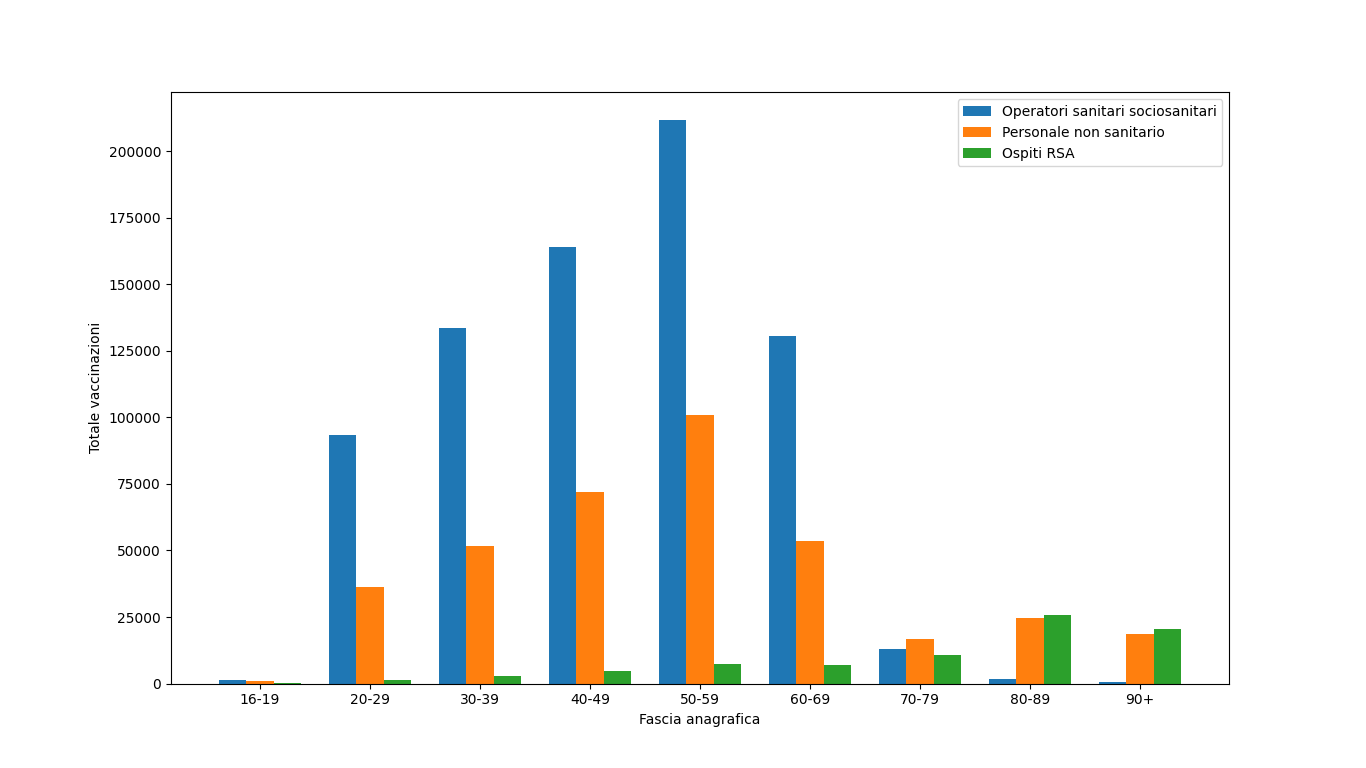 Operatori sanitari sociosanitari
Personale non sanitario
Ospiti RSA
200000
175000
150000
125000
100000
75000
50000
25000
0
Totale vaccinazioni
16-19 20-29 30-39 40-49 50-59 60-69 70-79 80-89 90+
Fascia anagrafica